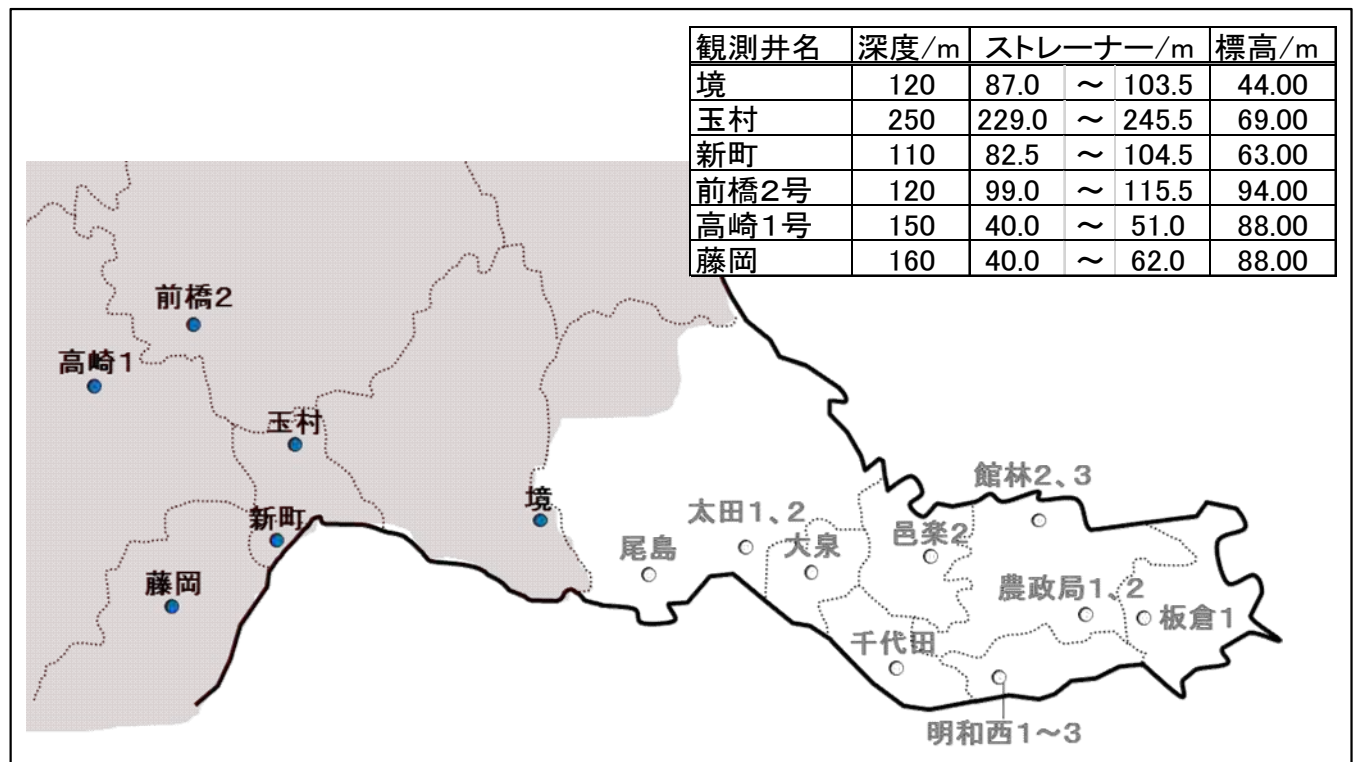 観測井名 深度/m ストレーナー/m 標高/m
境 120 87.0 ～ 103.5 44.00
玉村 250 229.0 ～ 245.5 69.00
新町 110 82.5 ～ 104.5 63.00
前橋2号 120 99.0 ～ 115.5 94.00
高崎1号 150 40.0 ～ 51.0 88.00
藤岡 160 40.0 ～ 62.0 88.00
前橋2
高崎1
玉村
境
新町
藤岡
館林2、3
太田1、2
邑楽2
尾島
大泉
農政局1、2
板倉1
千代田
明和西1～3